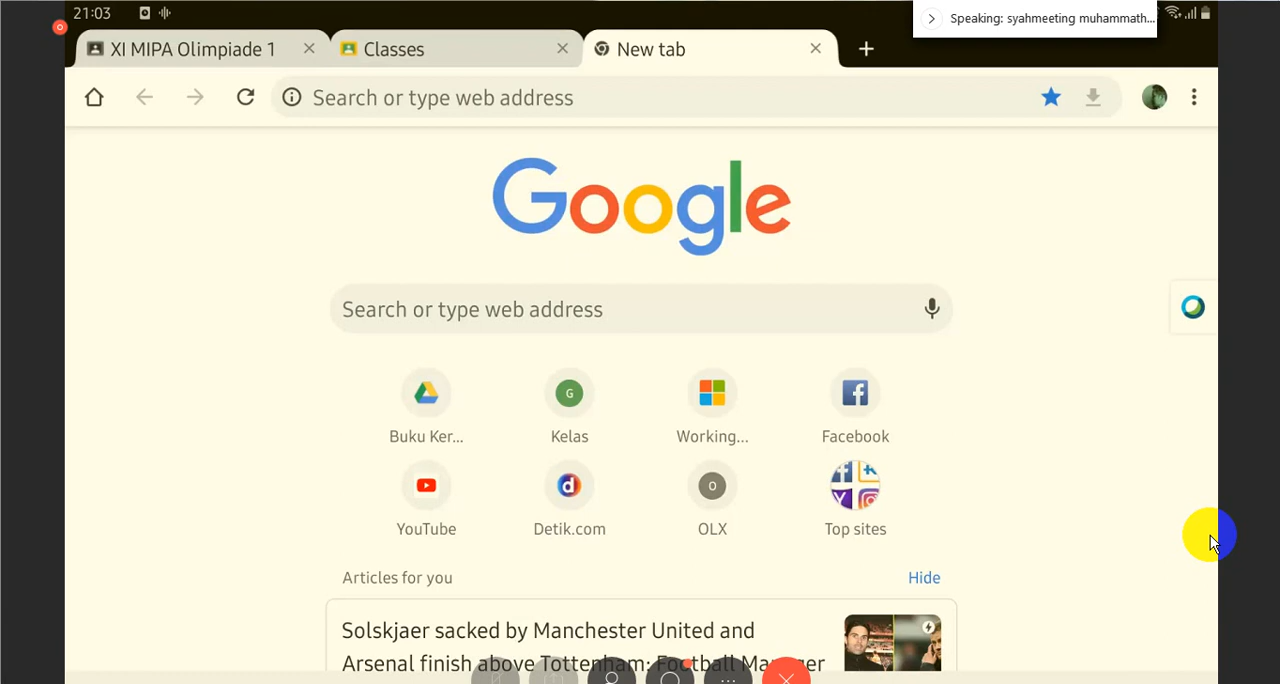 21:03
Speaking: syahmeeting muhammath...
XI MIPA Olimpiade 1
Classes
New tab
Search or type web address
Google
Search or type web address
G
O
Buku Ker...
Kelas
Working...
Facebook
YouTube
Detik.com
OLX
Top sites
Articles for you
Hide
Solskjaer sacked by Manchester United and
Arsenal finish above Tottenham: Football Manager